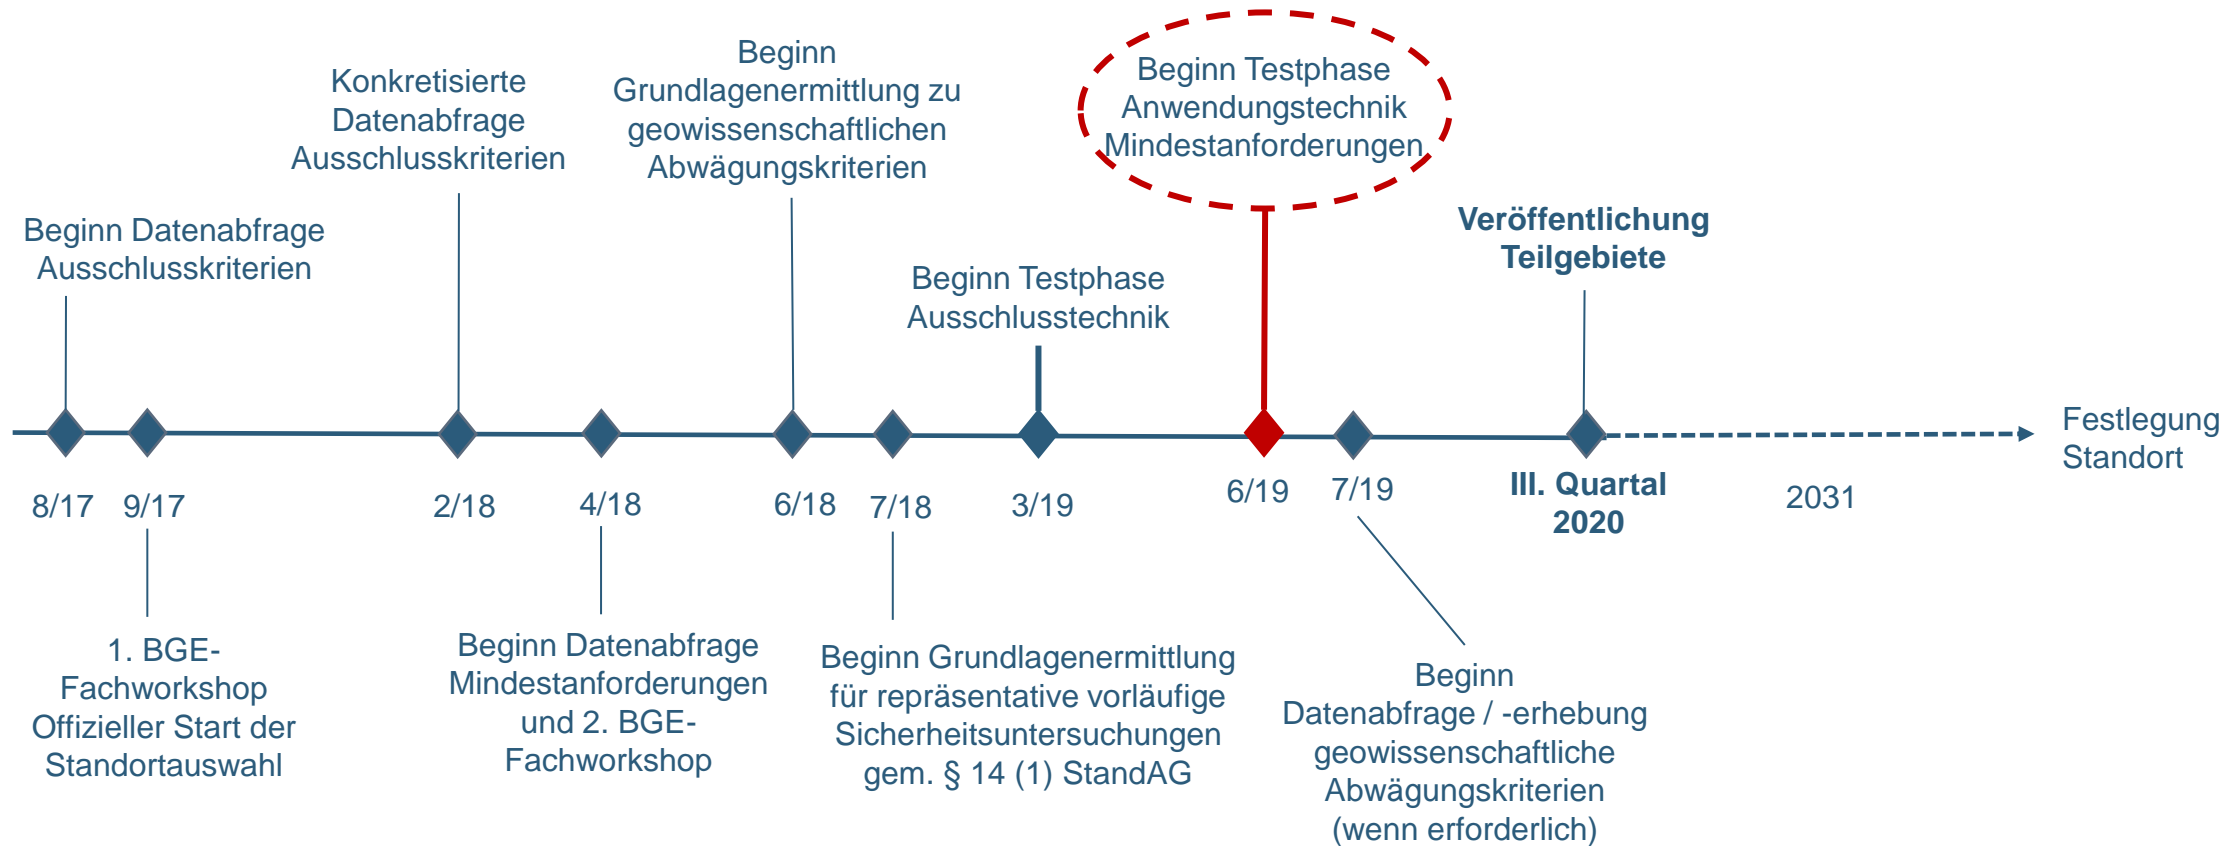 Beginn Datenabfrage
Ausschlusskriterien
Konkretisierte
Datenabfrage
Ausschlusskriterien
Beginn
Grundlagenermittlung zu
geowissenschaftlichen
Abwägungskriterien
Beginn Testphase
Ausschlusstechnik
Beginn Testphase
Anwendungstechnik
Mindestanforderungen
Veröffentlichung
Teilgebiete
Festlegung
Standort
8/17
9/17
2/18
4/18
6/18
7/18
3/19
6/19
7/19
III. Quartal
2020
2031
1. BGE-
Fachworkshop
Offizieller Start der
Standortauswahl
Beginn Datenabfrage
Mindestanforderungen
und 2. BGE-
Fachworkshop
Beginn Grundlagenermittlung
für repräsentative vorläufige
Sicherheitsuntersuchungen
gem. § 14 (1) StandAG
Beginn
Datenabfrage / -erhebung
geowissenschaftliche
Abwägungskriterien
(wenn erforderlich)